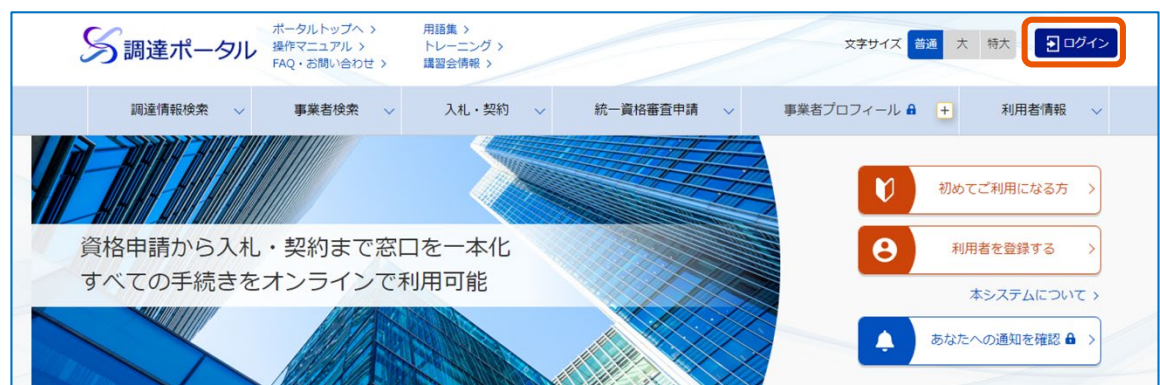 調達ポータル
ポータルトップへ >
操作マニュアル >
FAQ・お問い合わせ >
用語集 >
トレーニング >
講習会情報 >
文字サイズ 普通 大 特大
ログイン
調達情報検索 事業者検索 入札・契約 統一資格審査申請 事業者プロフィール + 利用者情報
資格申請から入札・契約まで窓口を一本化
すべての手続きをオンラインで利用可能
初めてご利用になる方 >
利用者を登録する >
本システムについて >
あなたへの通知を確認 >